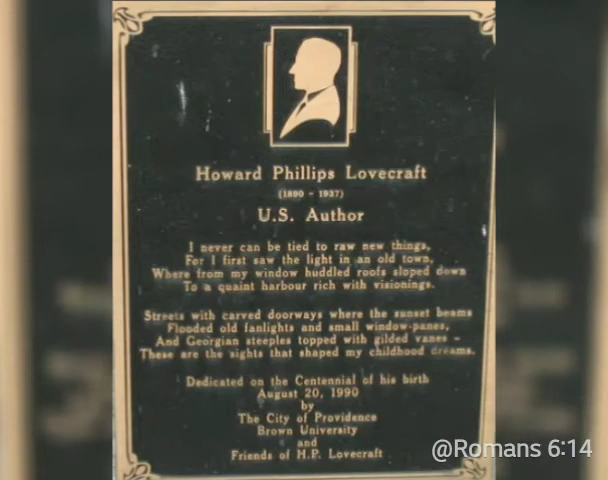 Howard Phillips Lovecraft
(1890 - 1937)
U.S. Author
I never can be tied to raw new things,
For I first saw the light in an old town,
Where from my window huddled roofs sloped down
To a quaint harbour rich with visionings.
Streets with carved doorways where the sunset beams
Flooded old fanlights and small window-panes,
And Georgian steeples topped with gilded vanes -
These are the sights that shaped my childhood dreams.
Dedicated on the Centennial of his birth
August 20, 1990
by
The City of Providence
Brown University
and
Friends of H.P. Lovecraft
@Romans 6:14